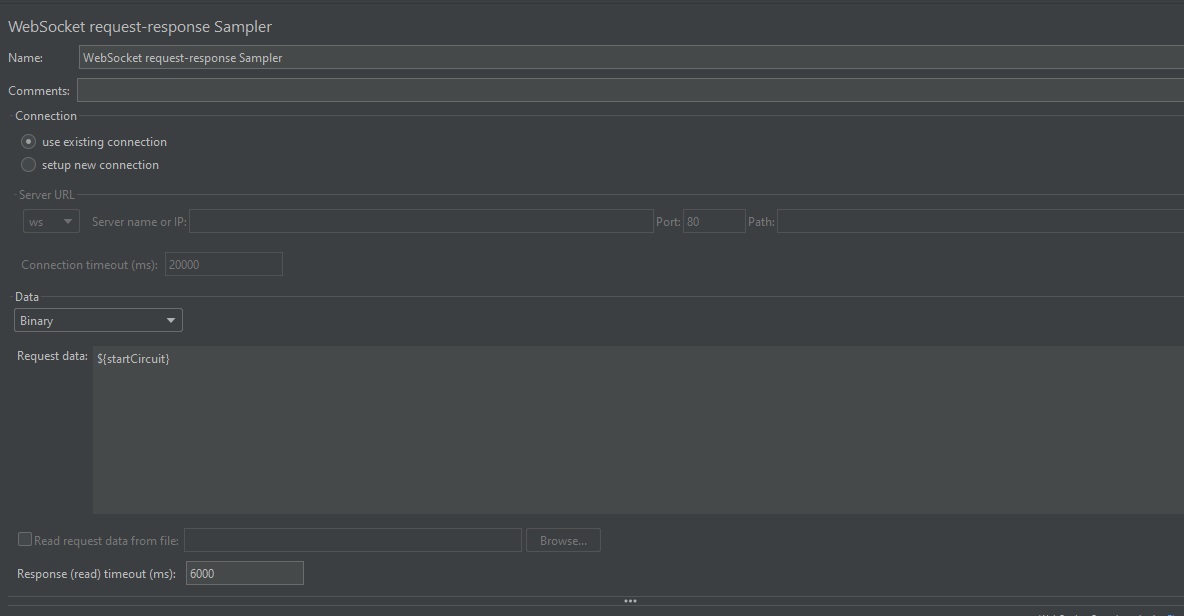 WebSocket request-response Sampler
Name: WebSocket request-response Sampler
Comments:
Connection
use existing connection
setup new connection
Server URL
ws Server name or IP: Port: 80 Path:
Connection timeout (ms): 20000
Data
Binary
Request data: ${startCircuit}
Read request data from file: Browse...
Response (read) timeout (ms): 6000